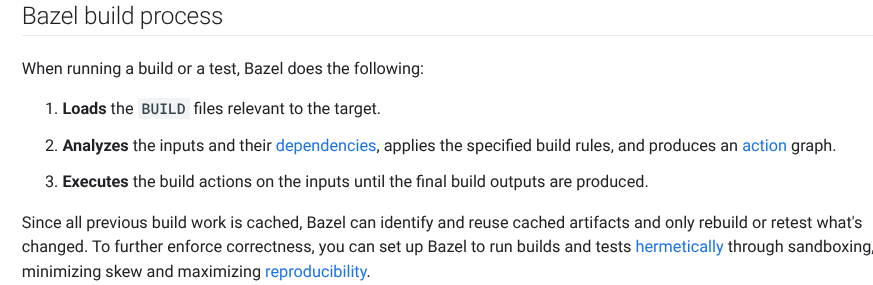 Bazel build process
When running a build or a test, Bazel does the following:
1. Loads the BUILD files relevant to the target.
2. Analyzes the inputs and their dependencies, applies the specified build rules, and produces an action graph.
3. Executes the build actions on the inputs until the final build outputs are produced.
Since all previous build work is cached, Bazel can identify and reuse cached artifacts and only rebuild or retest what's
changed. To further enforce correctness, you can set up Bazel to run builds and tests hermetically through sandboxing,
minimizing skew and maximizing reproducibility.